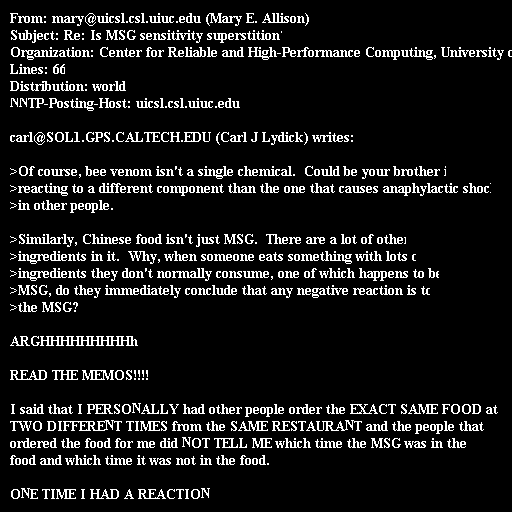 From: mary@uicsl.csl.uiuc.edu (Mary E. Allison)
Subject: Re: Is MSG sensitivity superstition
Organization: Center for Reliable and High-Performance Computing, University
Lines: 66
Distribution: world
NNTP-Posting-Host: uicsl.csl.uiuc.edu
carl@SOL1.GPS.CALTECH.EDU (Carl J Lydick) writes:
>Of course, bee venom isn't a single chemical.  Could be your brother
>reacting to a different component than the one that causes anaphylactic shoc
>in other people.
>Similarly, Chinese food isn't just MSG.  There are a lot of other
>ingredients in it.  Why, when someone eats something with lots
>ingredients they don't normally consume, one of which happens to be
>MSG, do they immediately conclude that any negative reaction is to
>the MSG?
ARGHHHHHHHHHh
READ THE MEMOS!!!!
I said that I PERSONALLY had other people order the EXACT SAME FOOD at
TWO DIFFERENT TIMES from the SAME RESTAURANT and the people that
ordered the food for me did NOT TELL ME which time the MSG was in the
food and which time it was not in the food.
ONE TIME I HAD A REACTION